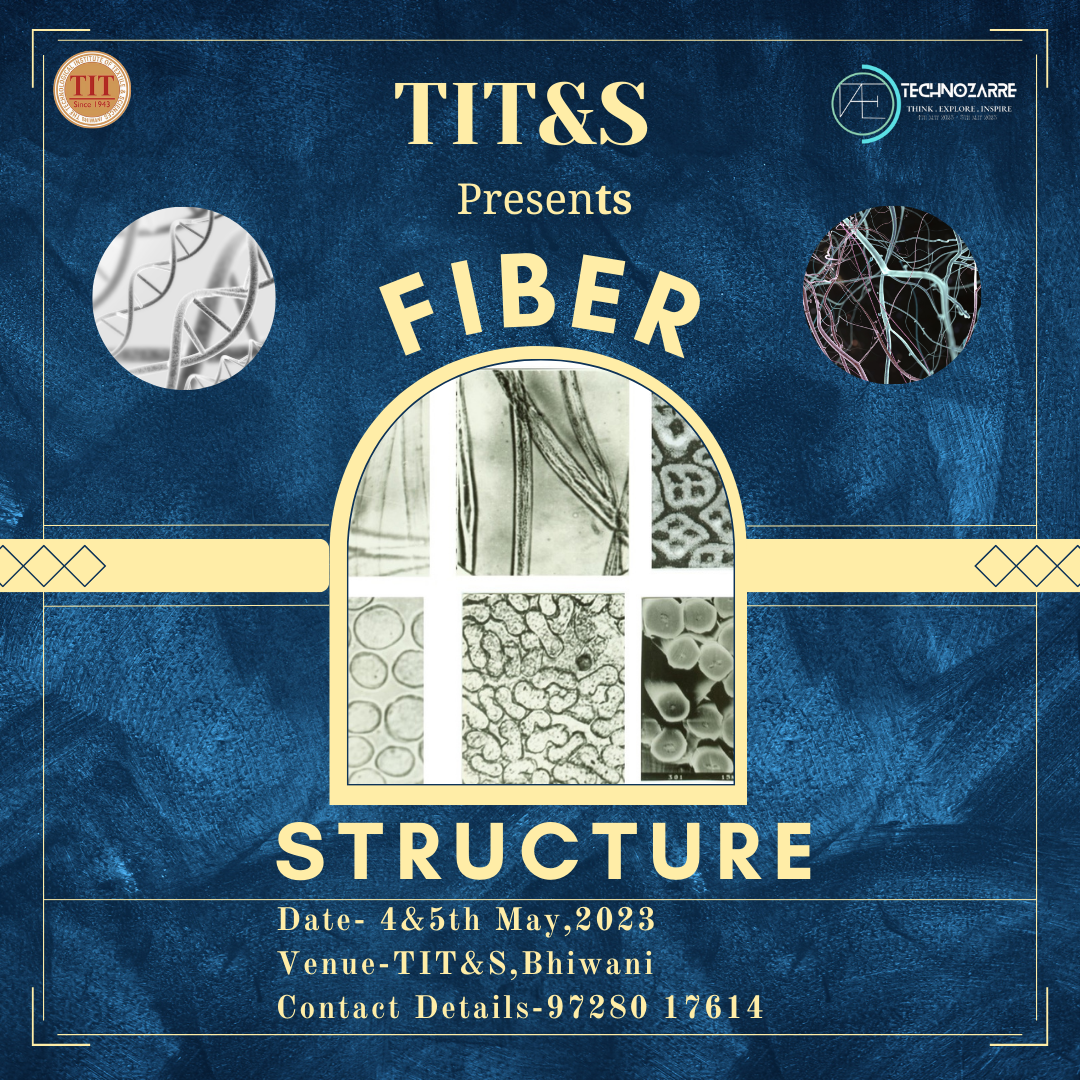 TIT
Since 1943
TIT&S
TECHNOZARRE
THINK . EXPLORE . INSPIRE
Presents
FIBER
301
STRUCTURE
Date- 4&5th May,2023
Venue-TIT&S,Bhiwani
Contact Details-97280 17614